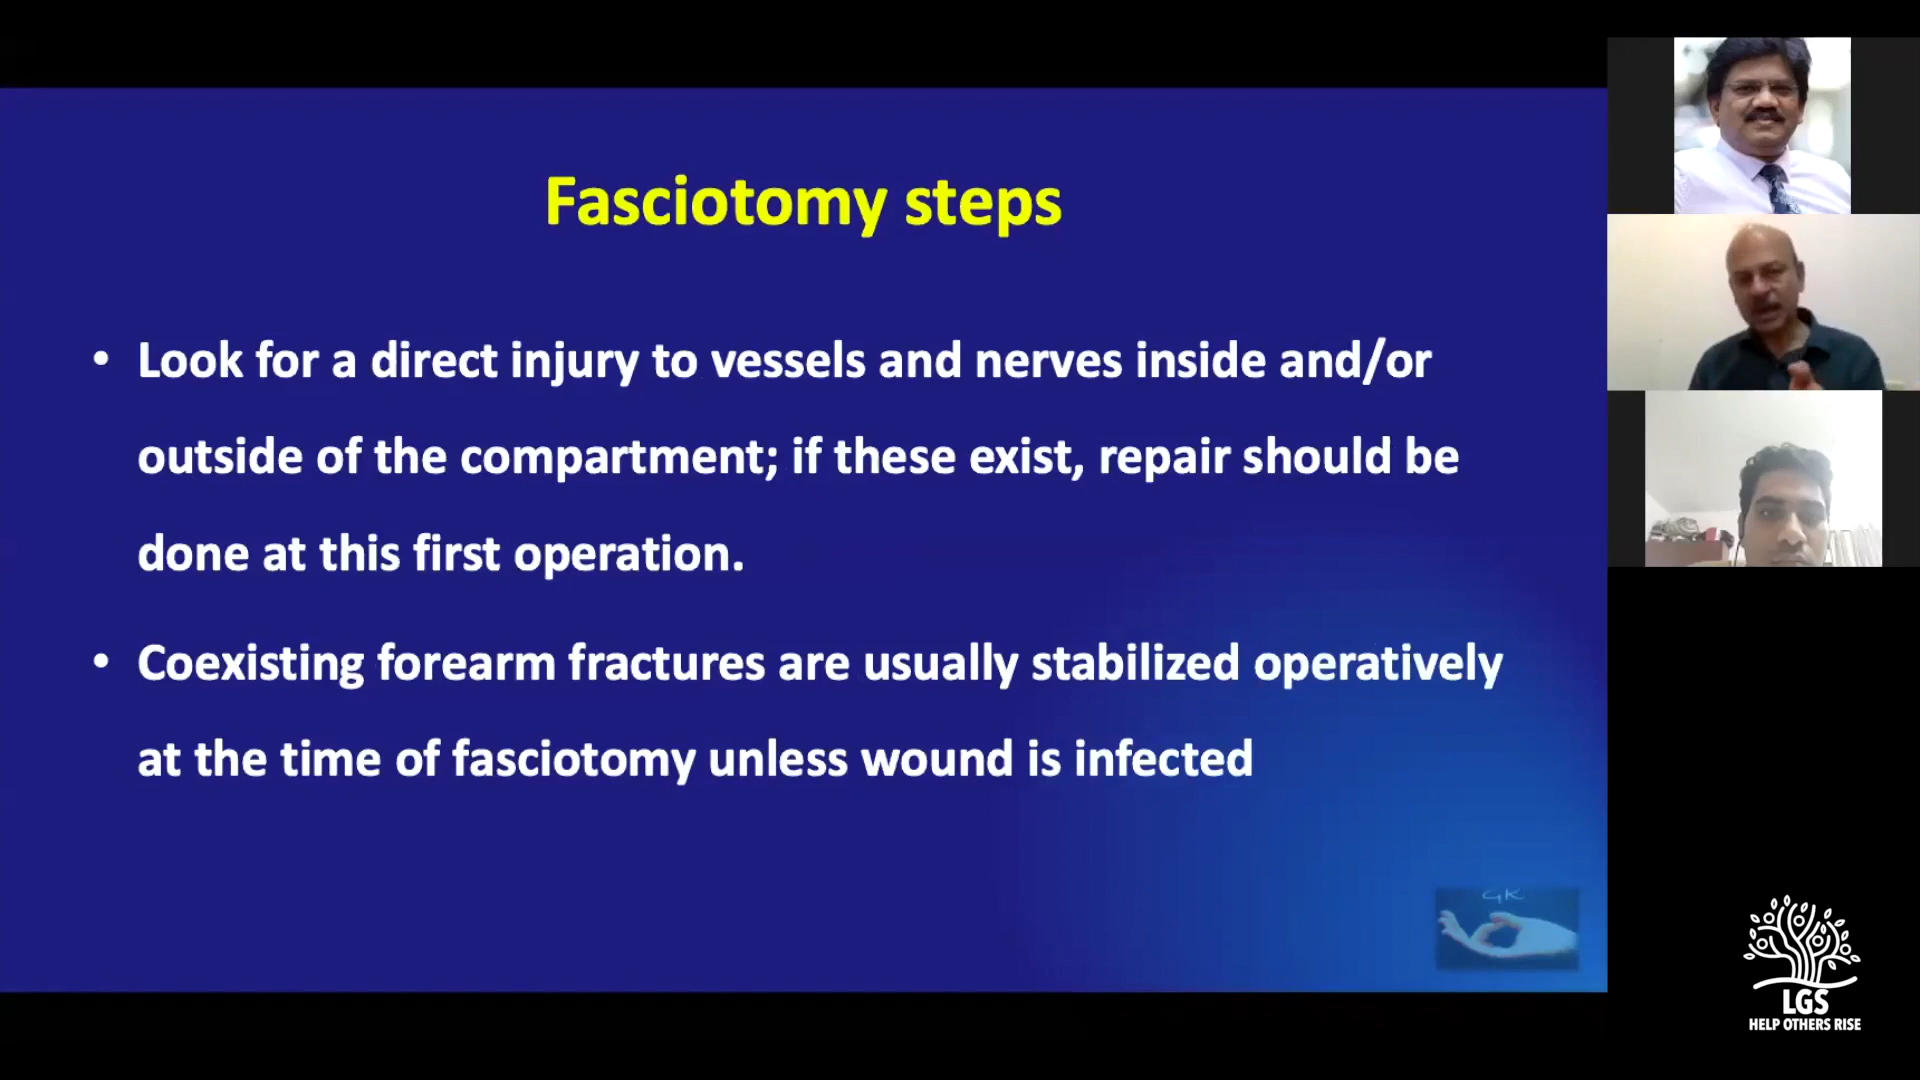 Fasciotomy steps
• Look for a direct injury to vessels and nerves inside and/or
outside of the compartment; if these exist, repair should be
done at this first operation.
• Coexisting forearm fractures are usually stabilized operatively
at the time of fasciotomy unless wound is infected
GK
LGS
HELP OTHERS RISE